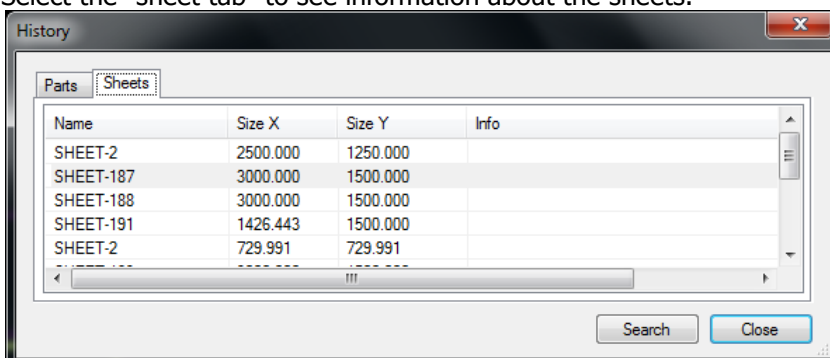 Select the "sheet tab" to see information about the sheets.
History
Parts Sheets
Name Size X Size Y Info
SHEET-2 2500.000 1250.000
SHEET-187 3000.000 1500.000
SHEET-188 3000.000 1500.000
SHEET-191 1426.443 1500.000
SHEET-2 729.991 729.991
Search Close